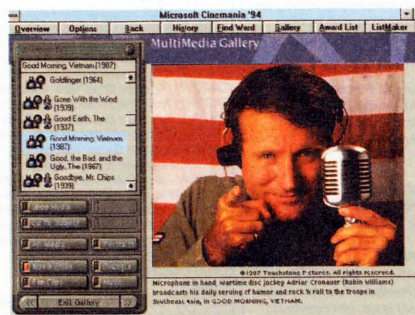 Microsoft Cinemania '94
Overview Options Back History Find Word Gallery Award List ListMaker
MultiMedia Gallery
Good Morning, Vietnam (1987)
Goldfinger (1964)
Gone With the Wind
(1939)
Good Earth, The
(1937)
Good Morning, Vietnam
(1987)
Good, the Bad, and the
Ugly, The (1967)
Goodbye, Mr. Chips
(1939)
Exit Gallery
©1987 Touchstone Pictures. All rights reserved.
Microphone in hand, wartime disc jockey Adrian Cronauer (Robin Williams)
broadcasts his daily serving of humor and rock 'n roll to the troops in
Southeast Asia, in GOOD MORNING, VIETNAM.